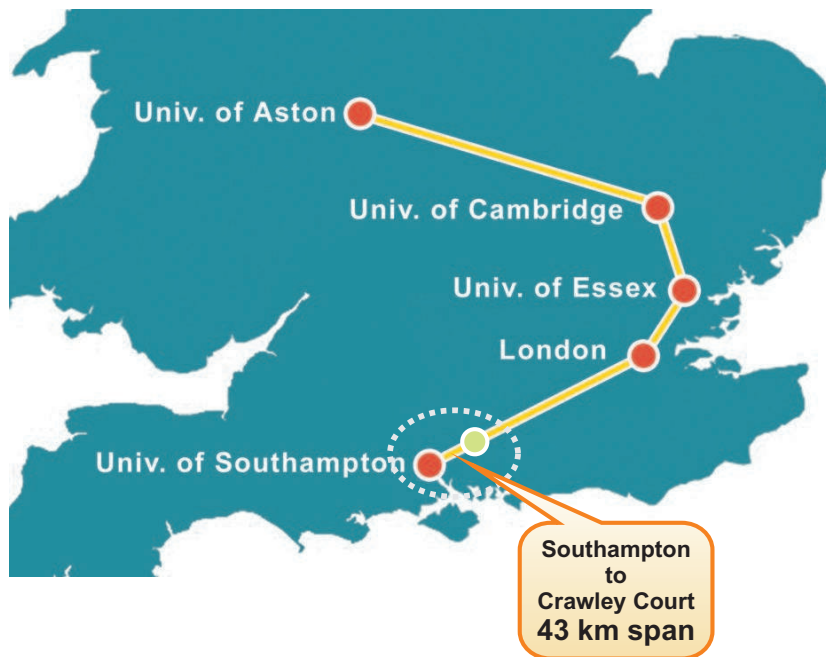 Univ. of Aston
Univ. of Cambridge
Univ. of Essex
London
Univ. of Southampton
Southampton
to
Crawley Court
43 km span